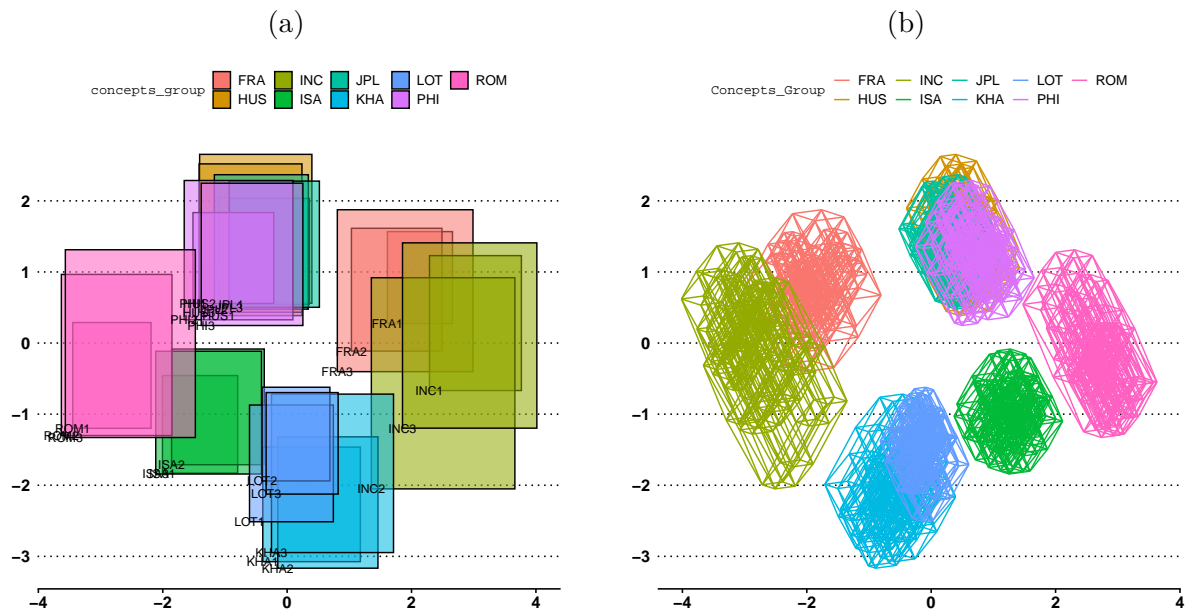 (a) (b)
concepts_group FRA INC JPL LOT ROM
HUS ISA KHA PHI
Concepts_Group FRA INC JPL LOT ROM
HUS ISA KHA PHI
2
1
0
−1
−2
−3
−4 −2 0 2 4
FRA1
FRA2
FRA3
INC1
INC3
INC2
PHI3
ROM1
ROM3
ISA2
LOT2
LOT3
LOT1
KHA3
KHA1
KHA2
2
1
0
−1
−2
−3
−4 −2 0 2 4